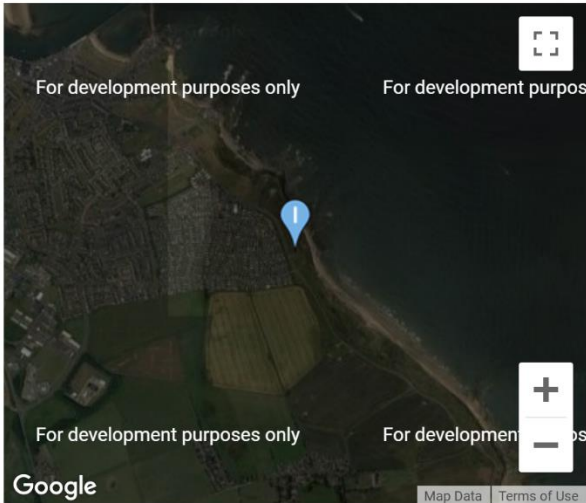 For development purposes only
For development purpos
For development purposes only
For developmen
os
Google
Map Data
Terms of Use